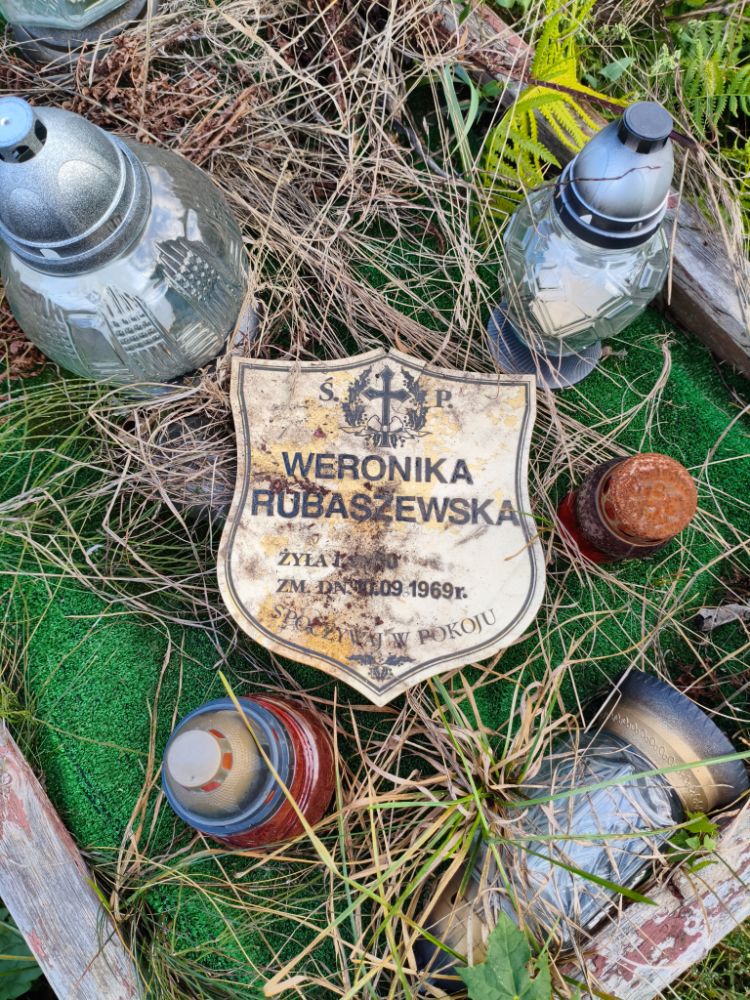 Ś. P
WERONIKA
RUBASZEWSKA
ŻYŁA L.
ZM. DN. 10.09 1969r.
SPOCZYWAJ W POKOJU